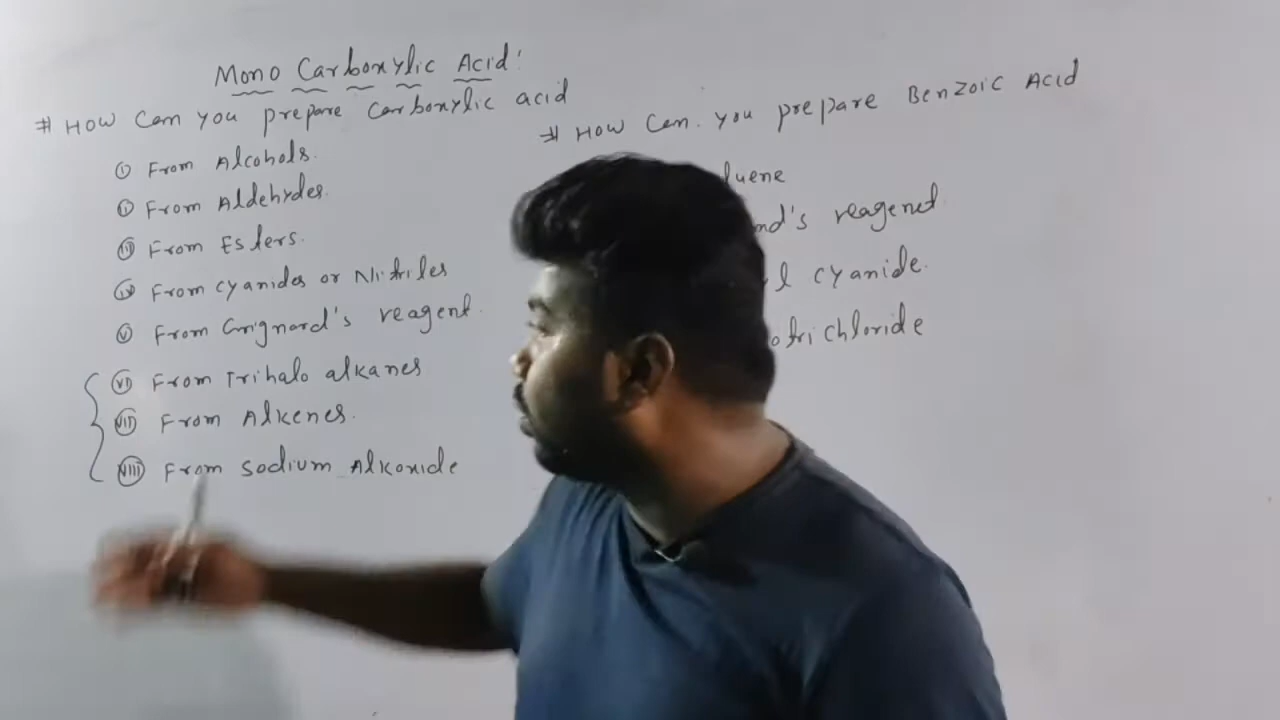 Mono Carboxylic Acid:
# How can you prepare Carboxylic acid
(i) From Alcohols.
(ii) From Aldehydes.
(iii) From Esters.
(iv) From cyanides or Nitriles
(v) From Grignard's reagent.
(vi) From Trihalo alkanes
(vii) From Alkenes.
(viii) From sodium Alkoxide
# How can you prepare Benzoic Acid
luene
nd's reagenet
l cyanide.
otrichloride